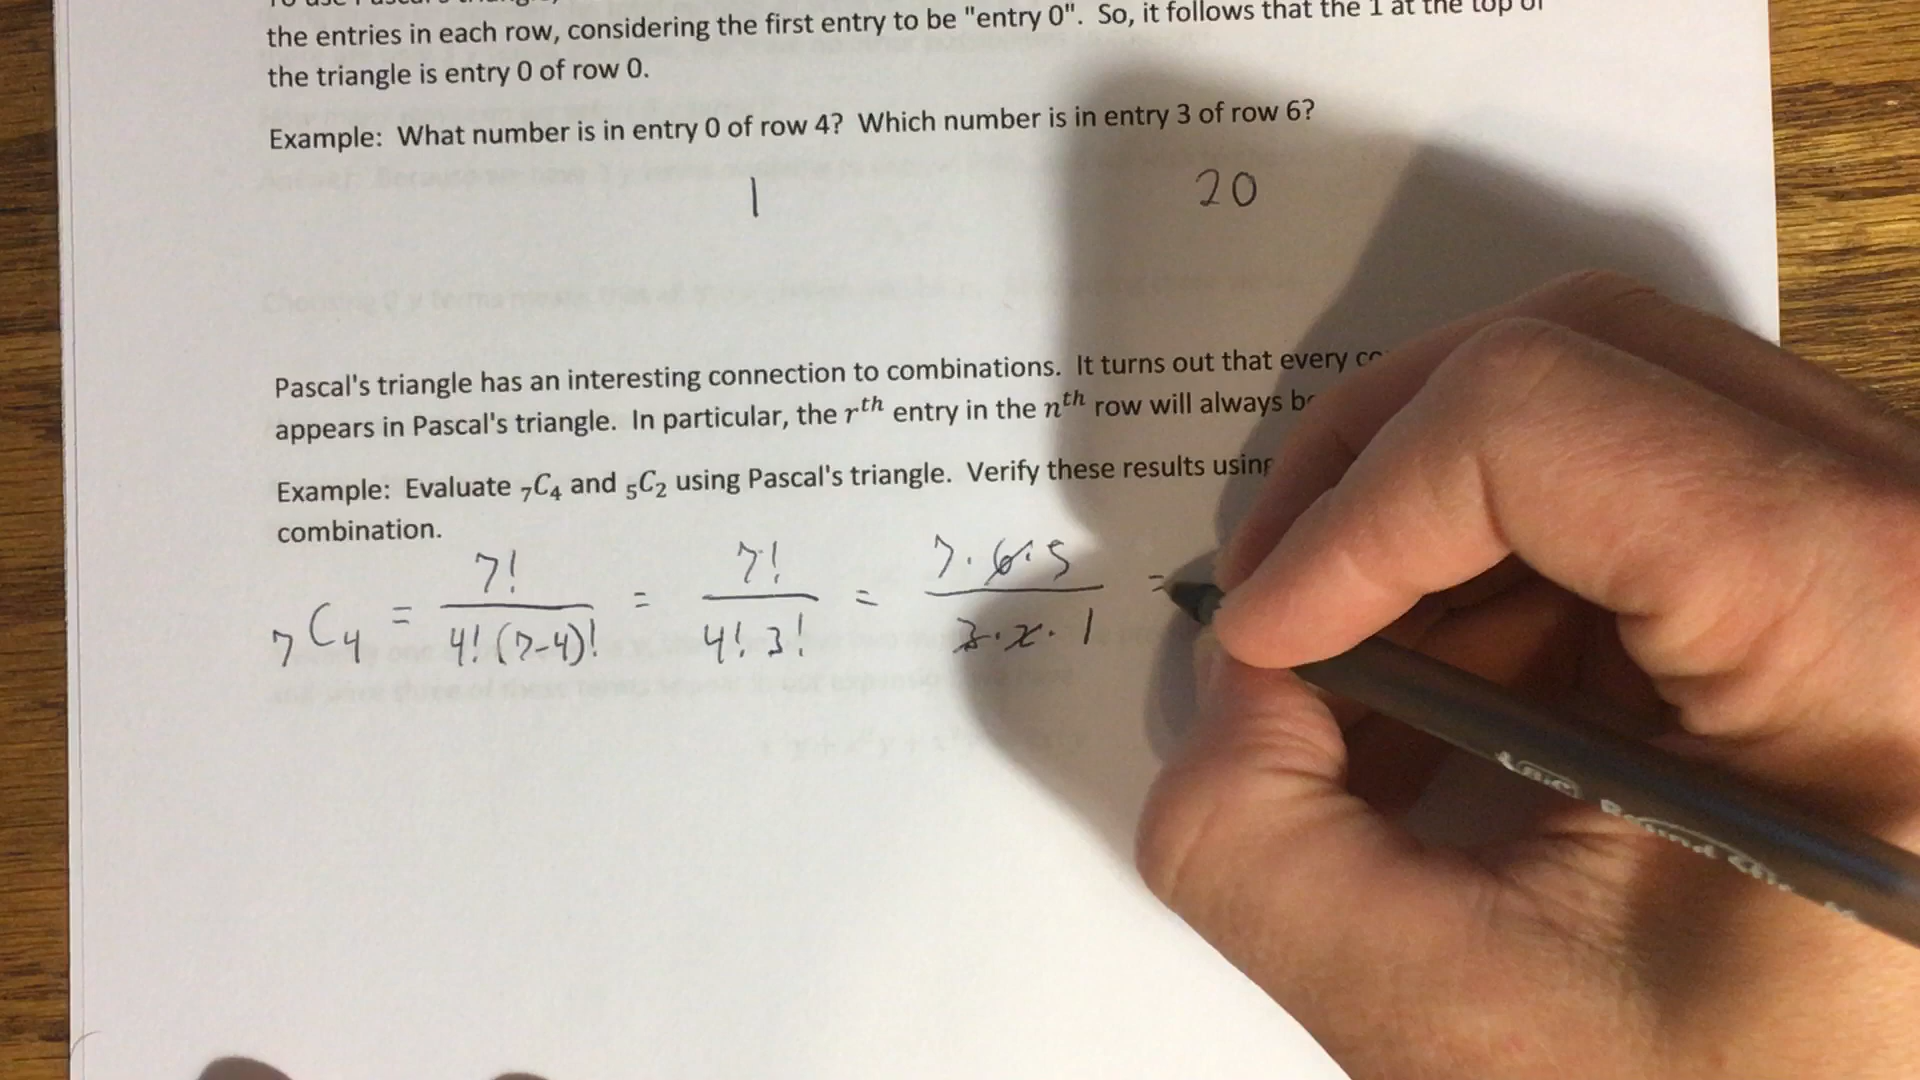 the entries in each row, considering the first entry to be "entry 0". So, it follows that the 1 at the top of
the triangle is entry 0 of row 0.
Example: What number is in entry 0 of row 4? Which number is in entry 3 of row 6?
1 20
Pascal's triangle has an interesting connection to combinations. It turns out that every
appears in Pascal's triangle. In particular, the rᵗʰ entry in the nᵗʰ row will always
Example: Evaluate ₇C₄ and ₅C₂ using Pascal's triangle. Verify these results using
combination.
₇C₄ = 7!/4!(7-4)! = 7!/4!3! = 7·6·5/3·2·1 =